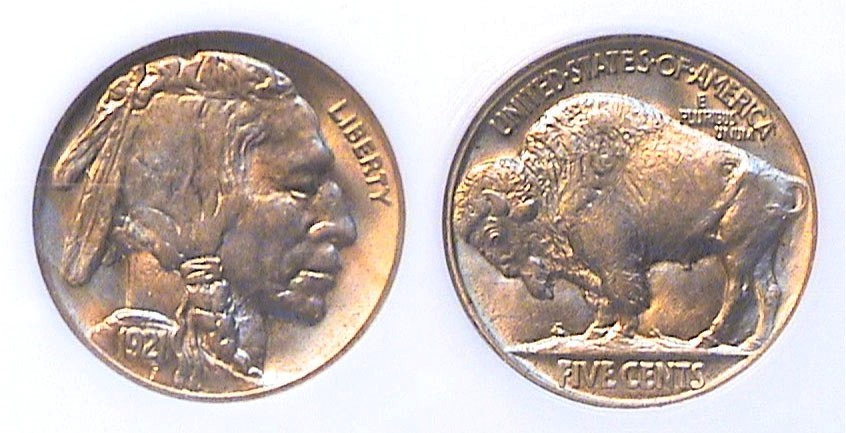 LIBERTY
1921
F
UNITED·STATES·OF·AMERICA
E
PLURIBUS
UNUM
FIVE CENTS